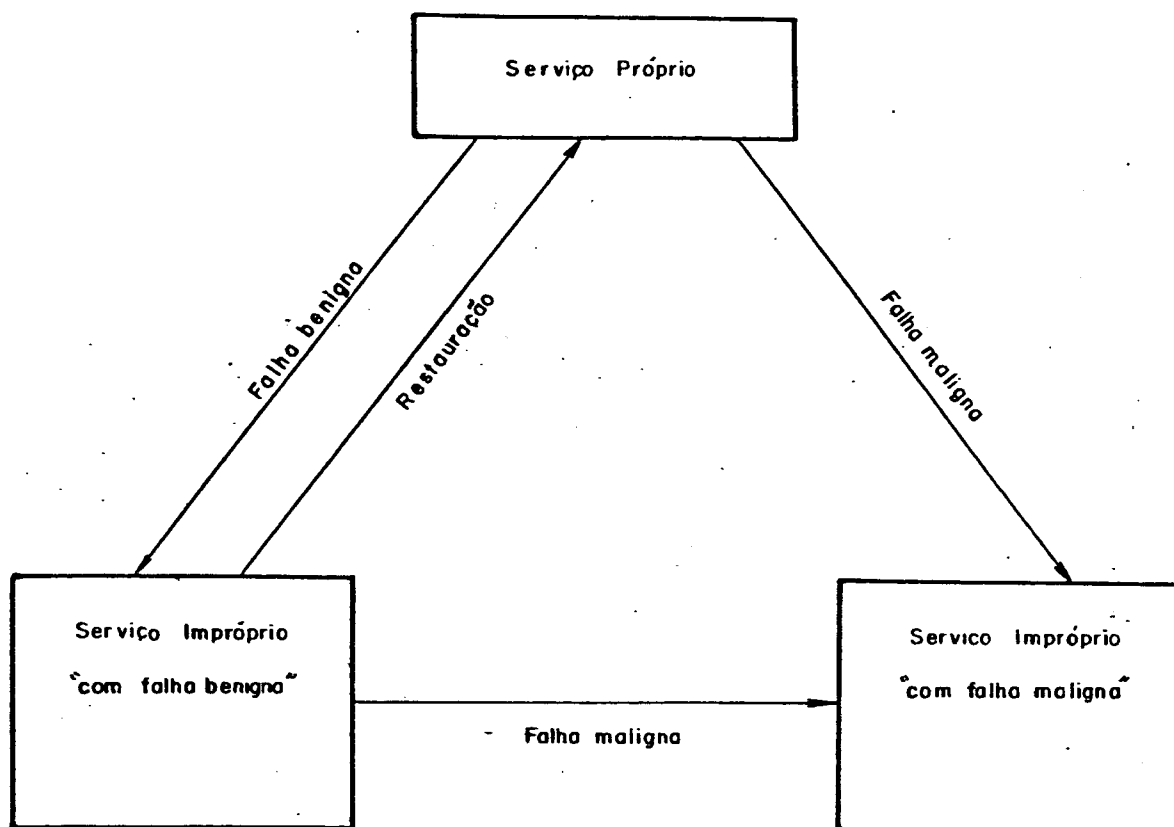 Serviço Próprio
Falha benigna
Restauração
Falha maligna
Serviço Impróprio
"com falha benigna"
Falha maligna
Servico Impróprio
"com falha maligna"